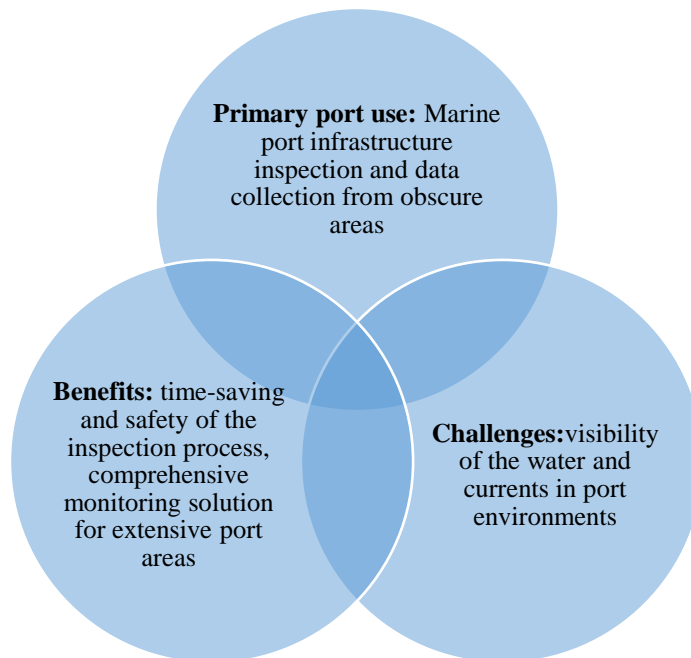 Primary port use: Marine
port infrastructure
inspection and data
collection from obscure
areas
Benefits: time-saving
and safety of the
inspection process,
comprehensive
monitoring solution
for extensive port
areas
Challenges:visibility
of the water and
currents in port
environments